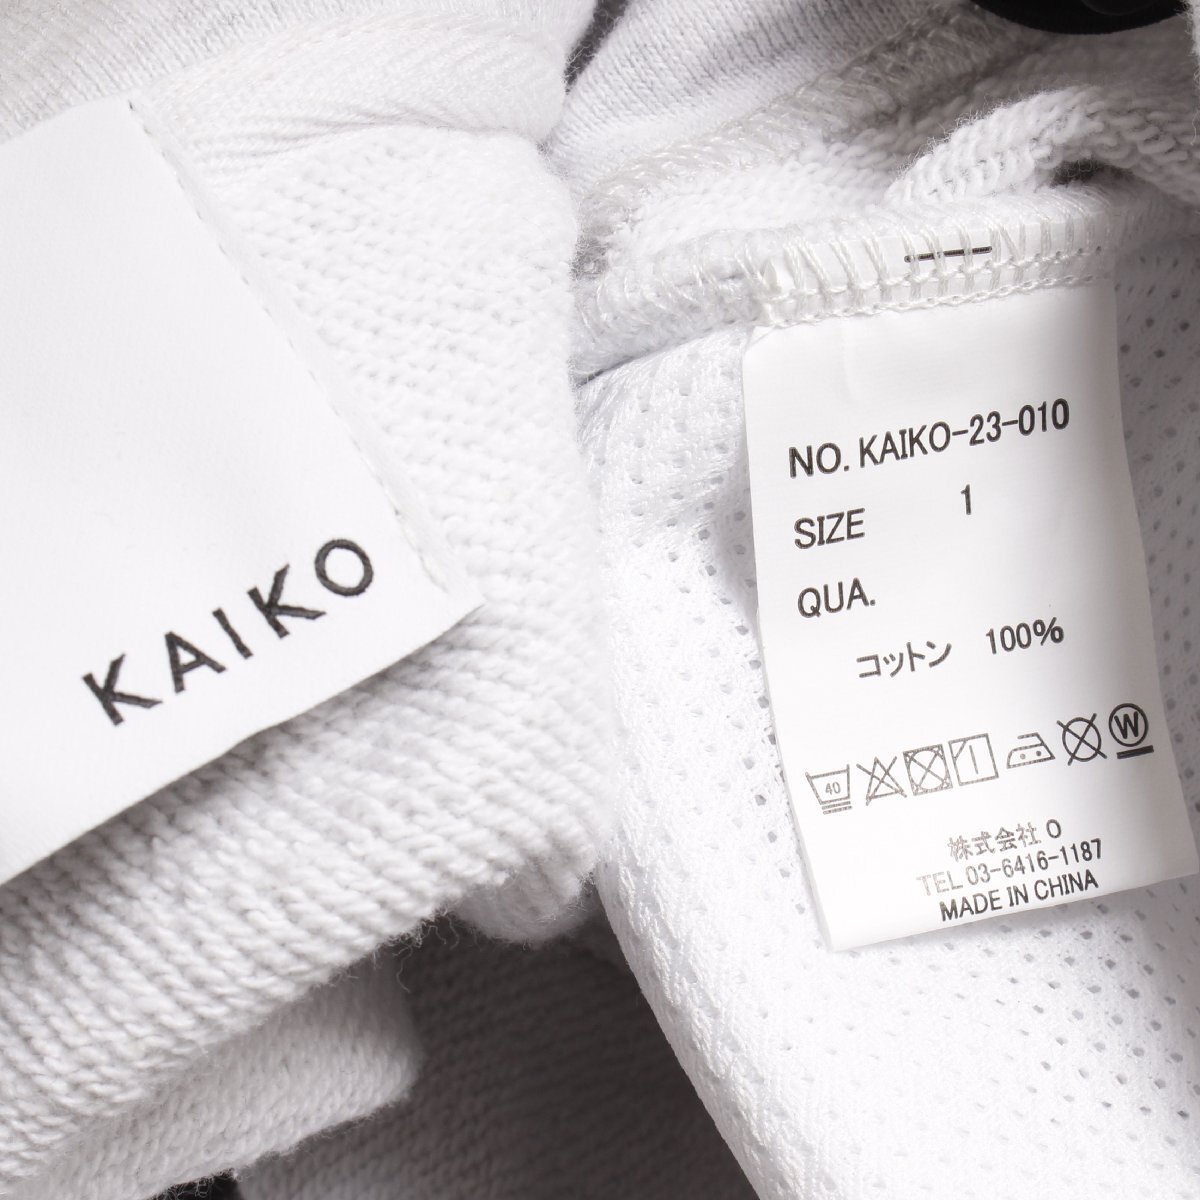 KAIKO
NO. KAIKO-23-010
SIZE 1
QUA.
コットン 100%
40 W
株式会社 O
TEL 03-6416-1187
MADE IN CHINA